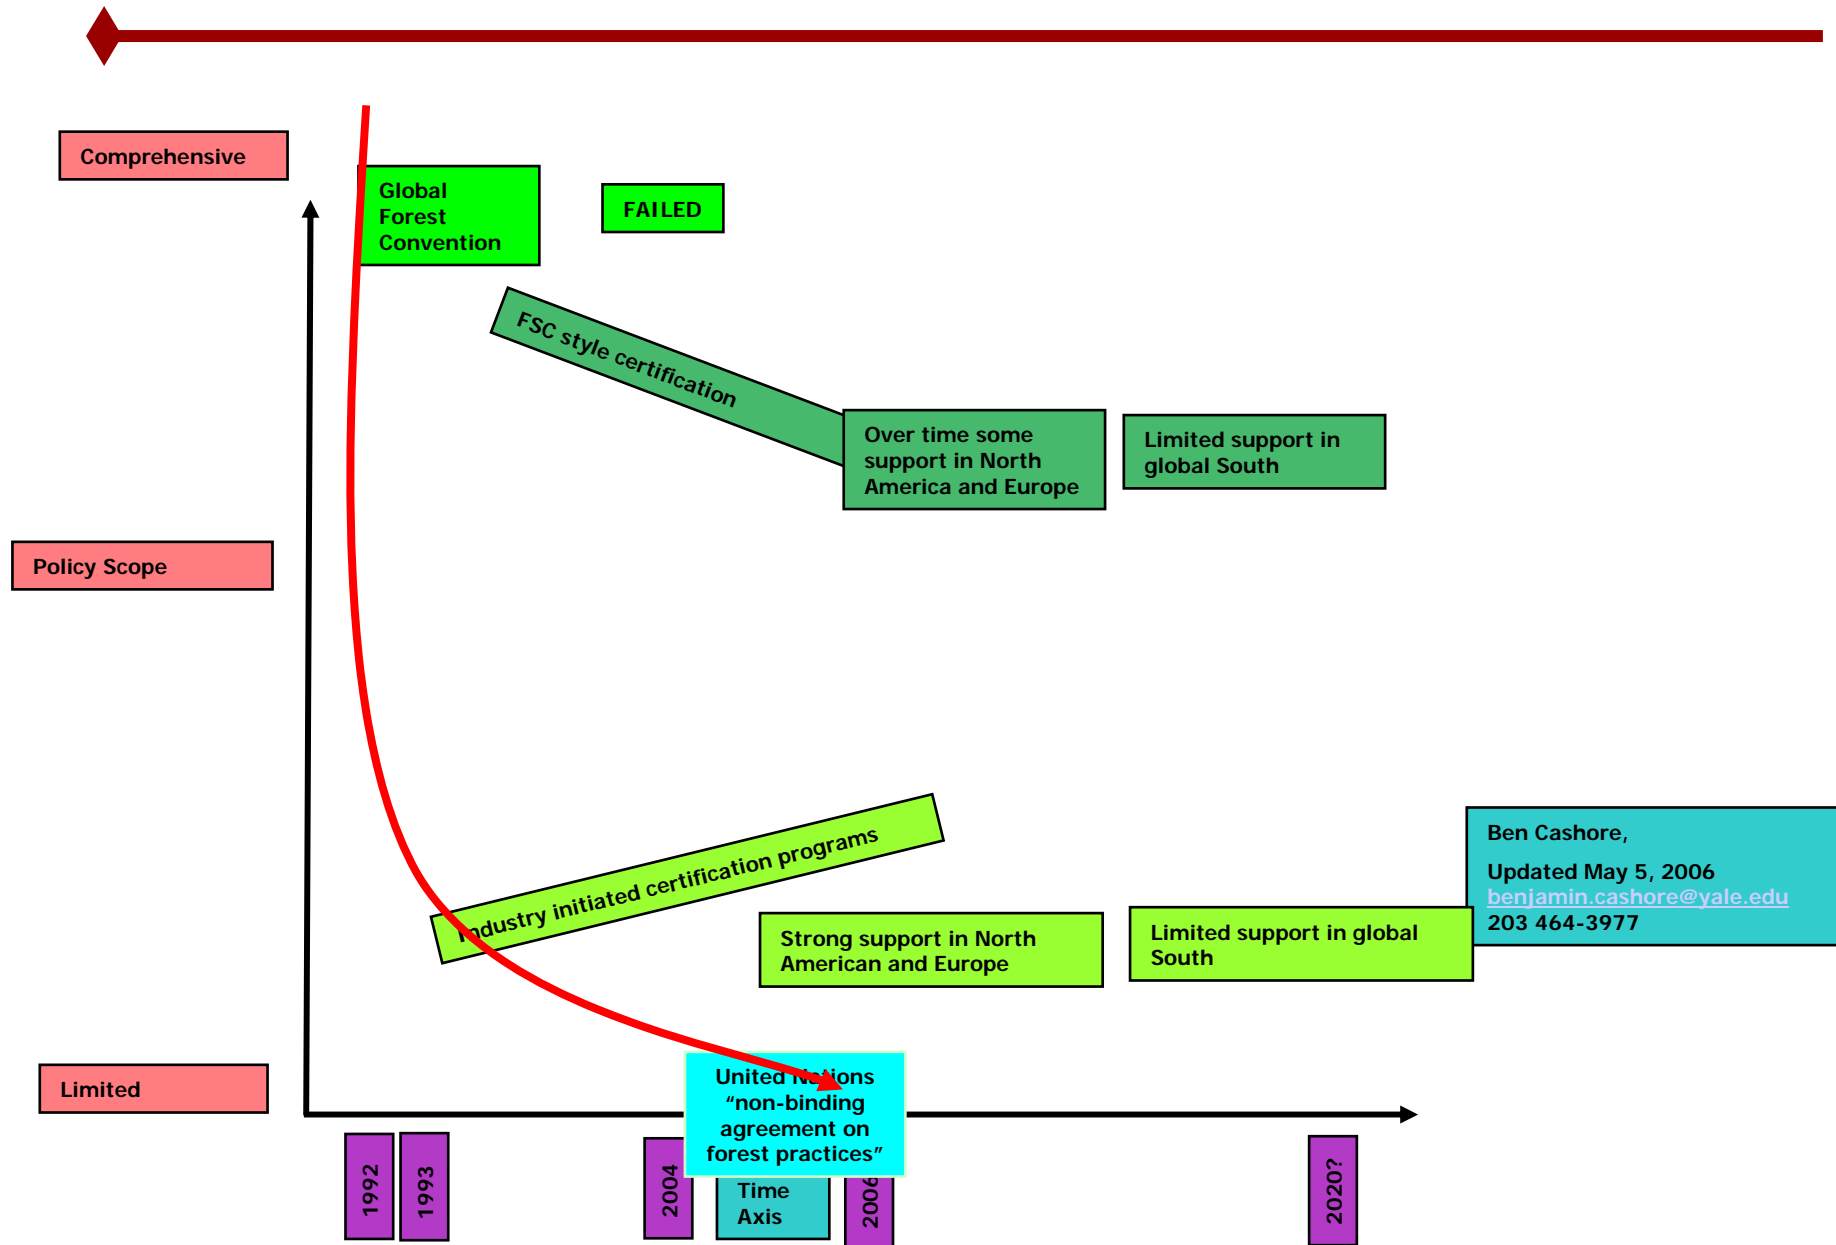 Comprehensive
Global
Forest
Convention
FAILED
FSC style certification
Over time some
support in North
America and Europe
Limited support in
global South
Policy Scope
Industry initiated certification programs
Ben Cashore,
Updated May 5, 2006
benjamin.cashore@yale.edu
203 464-3977
Strong support in North
American and Europe
Limited support in global
South
Limited
United Nations
“non-binding
agreement on
forest practices”
1992
1993
2004
Time
Axis
2006
2020?